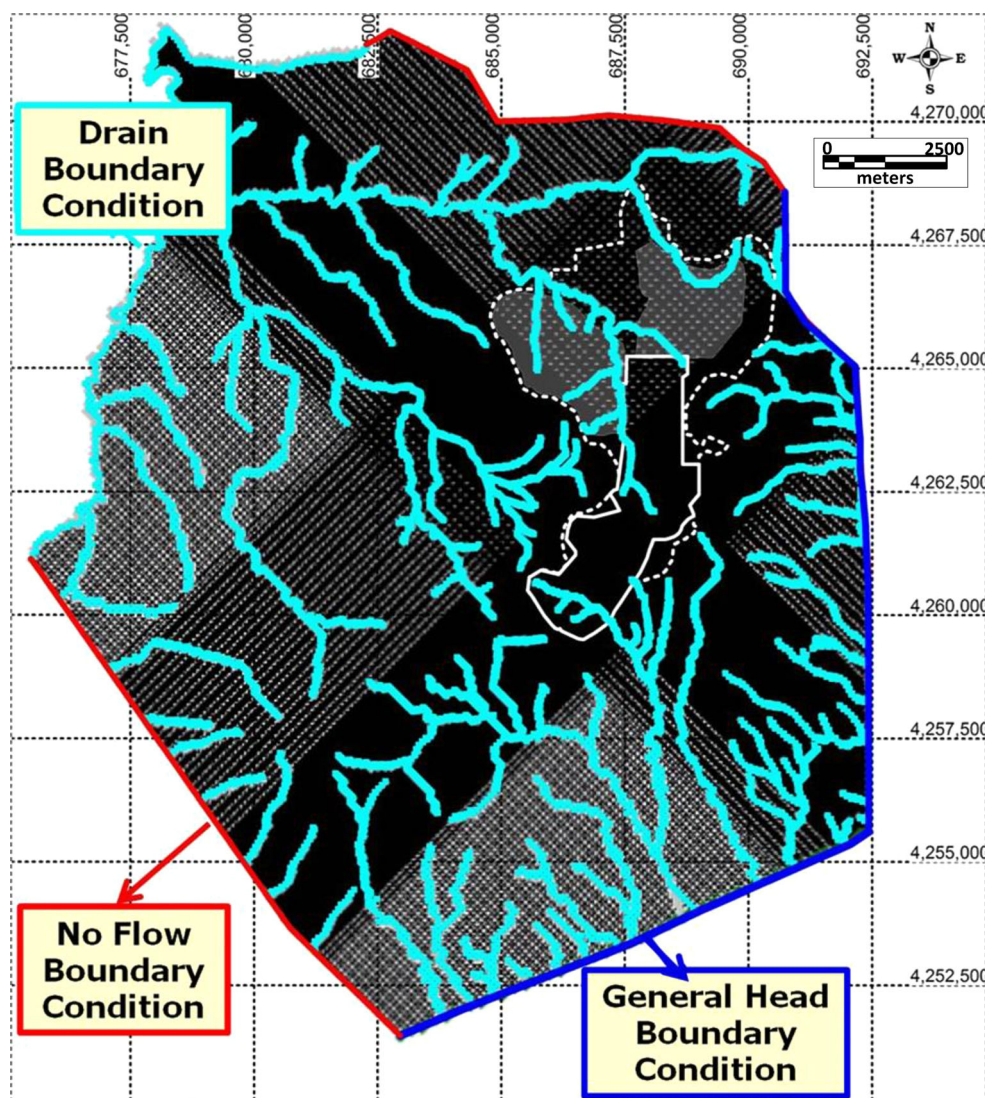 677,500
680,000
682,500
685,000
687,500
690,000
692,500
N
W E
S
4,270,000
0 2500
meters
Drain
Boundary
Condition
4,267,500
4,265,000
4,262,500
4,260,000
4,257,500
4,255,000
4,252,500
No Flow
Boundary
Condition
General Head
Boundary
Condition